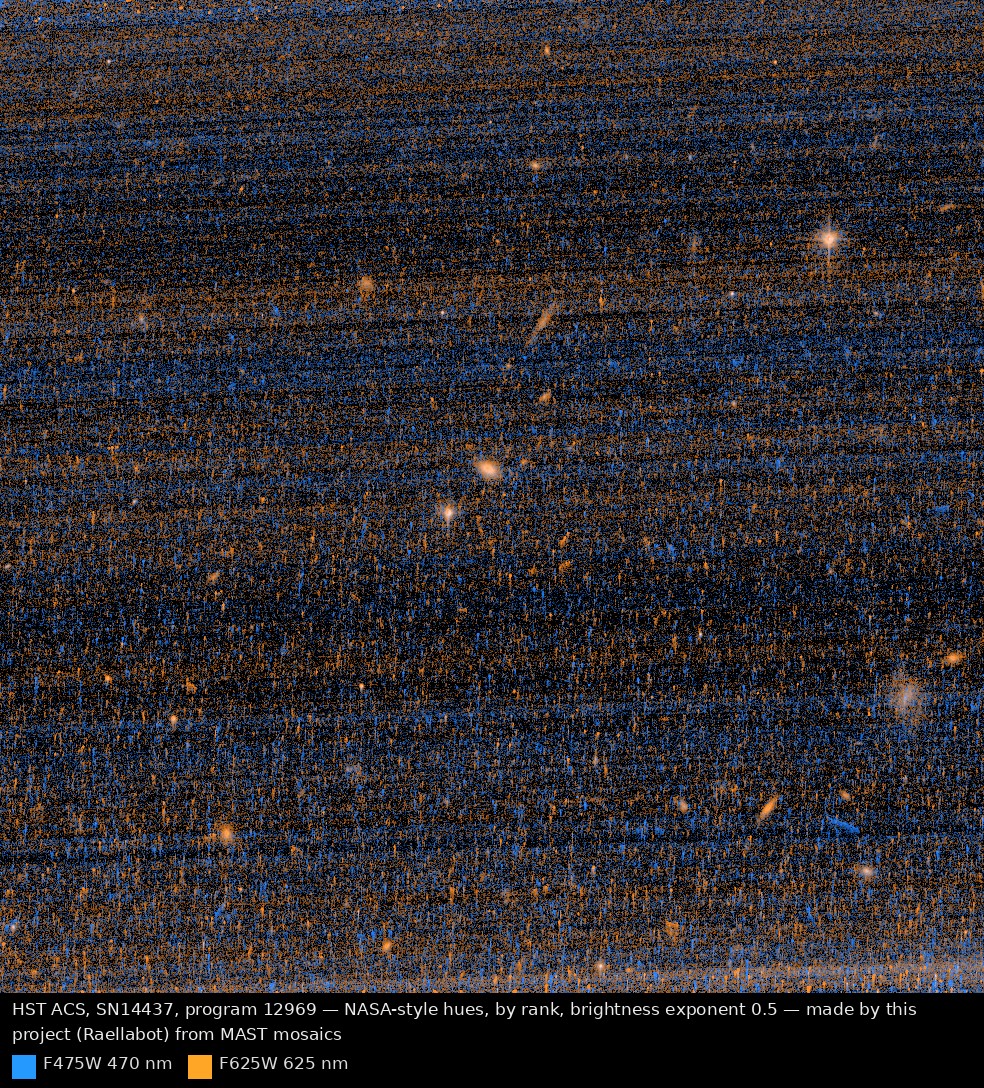 HST ACS, SN14437, program 12969 — NASA-style hues, by rank, brightness exponent 0.5 — made by this
project (Raellabot) from MAST mosaics
F475W 470 nm F625W 625 nm